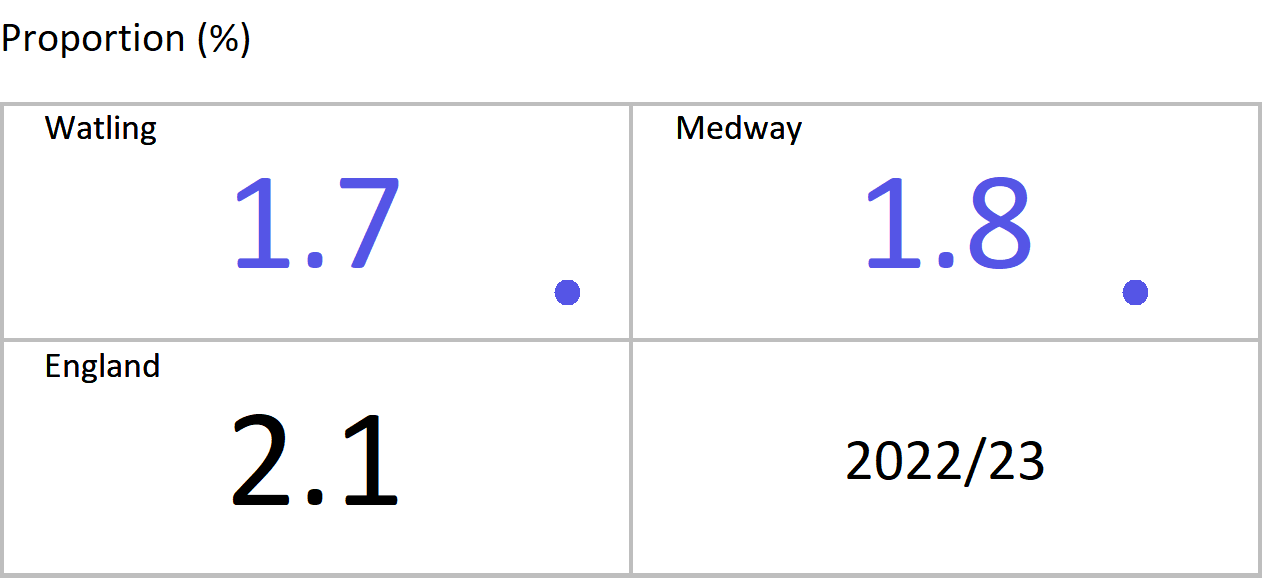 Proportion (%)
Watling
Medway
1.7
1.8
England
2.1
2022/23